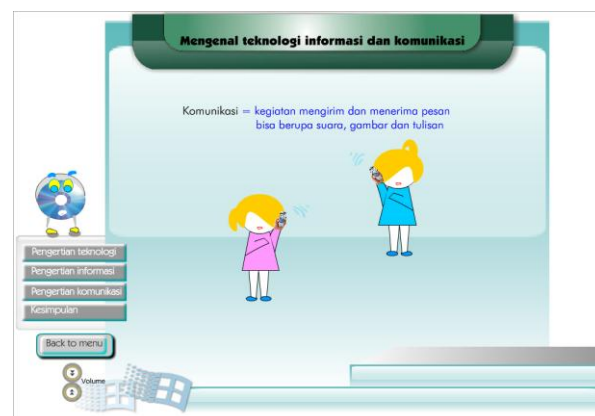 Mengenal teknologi informasi dan komunikasi
Komunikasi = kegiatan mengirim dan menerima pesan
bisa berupa suara, gambar dan tulisan
Pengertian teknologi
Pengertian informasi
Pengertian komunikasi
Kesimpulan
Back to menu
Volume